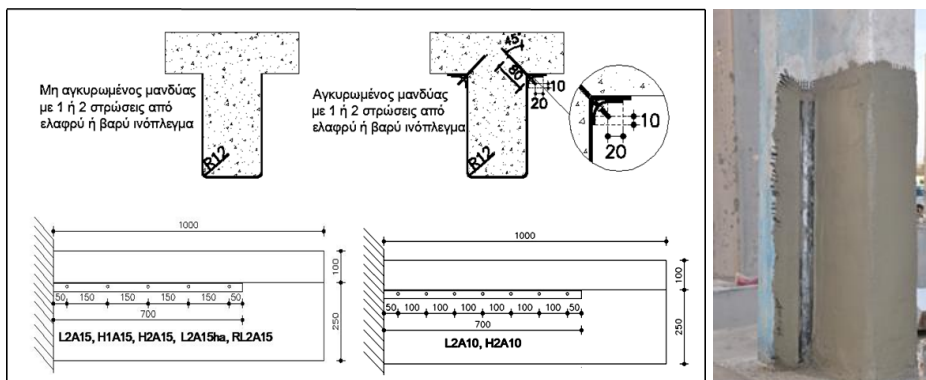 Μη αγκυρωμένος μανδύας
με 1 ή 2 στρώσεις από
ελαφρύ ή βαρύ ινόπλεγμα
R12
Αγκυρωμένος μανδύας
με 1 ή 2 στρώσεις από
ελαφρύ ή βαρύ ινόπλεγμα
45°
80
10
20
R12
10
20
1000
100
250
50 150 150 150 150 50
700
L2A15, H1A15, H2A15, L2A15ha, RL2A15
1000
100
250
50 100 100 100 100 100 100 50
700
L2A10, H2A10